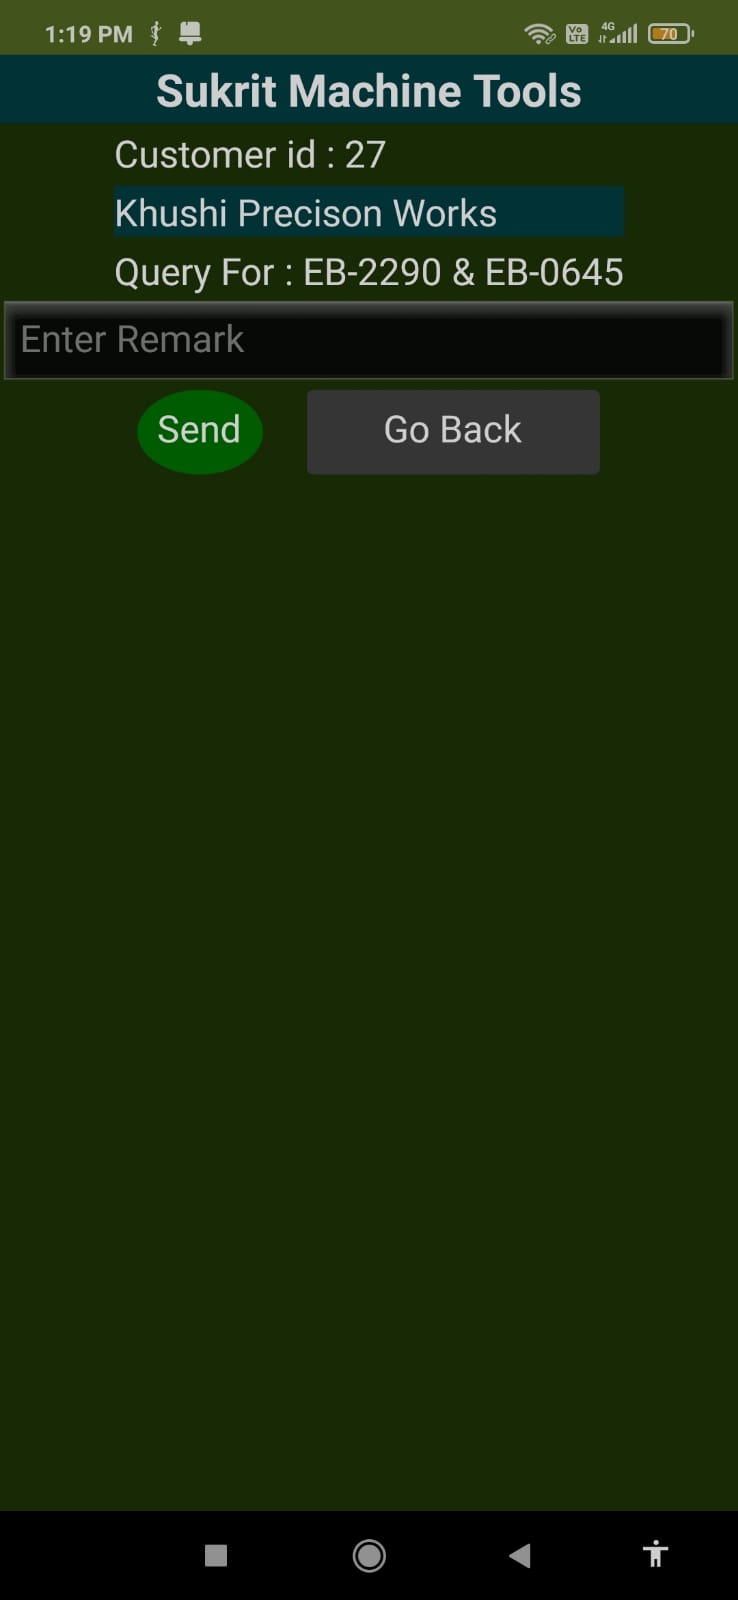 1:19 PM
Vo LTE 4G 70
Sukrit Machine Tools
Customer id : 27
Khushi Precison Works
Query For : EB-2290 & EB-0645
Enter Remark
Send Go Back